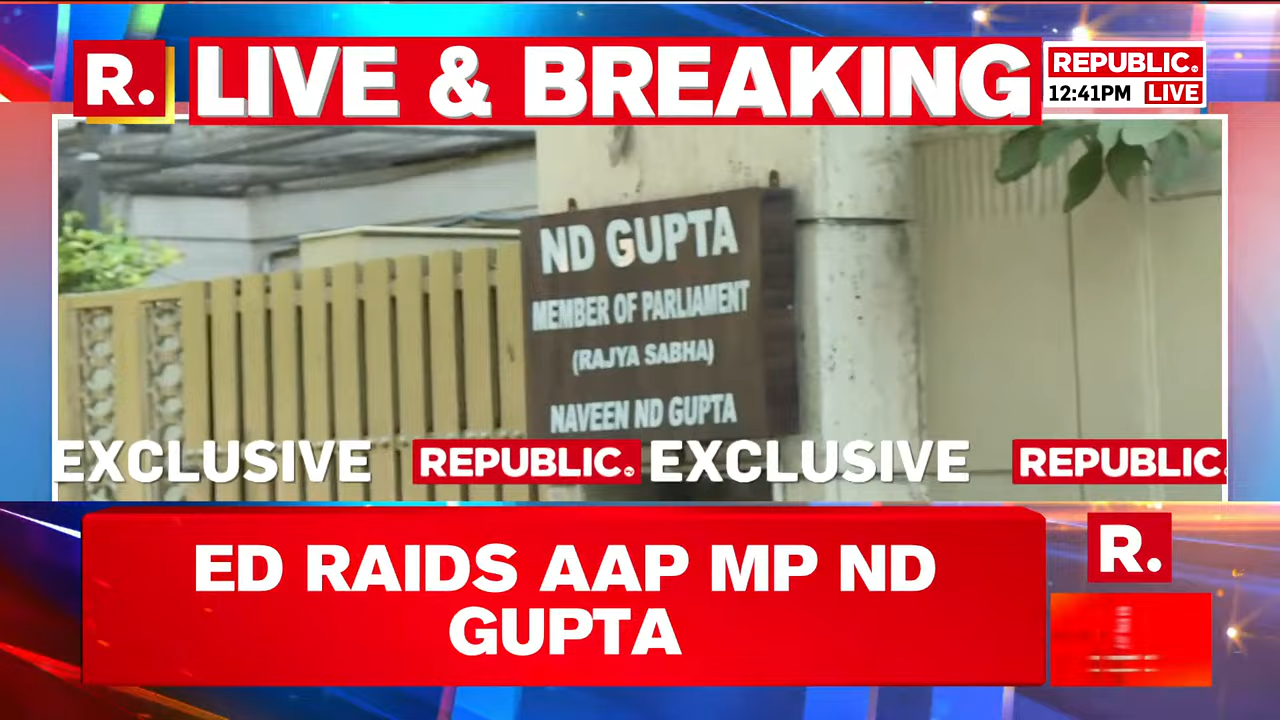 R.
LIVE & BREAKING
REPUBLIC.
12:41PM LIVE
ND GUPTA
MEMBER OF PARLIAMENT
(RAJYA SABHA)
NAVEEN ND GUPTA
EXCLUSIVE REPUBLIC. EXCLUSIVE REPUBLIC.
ED RAIDS AAP MP ND
GUPTA
R.